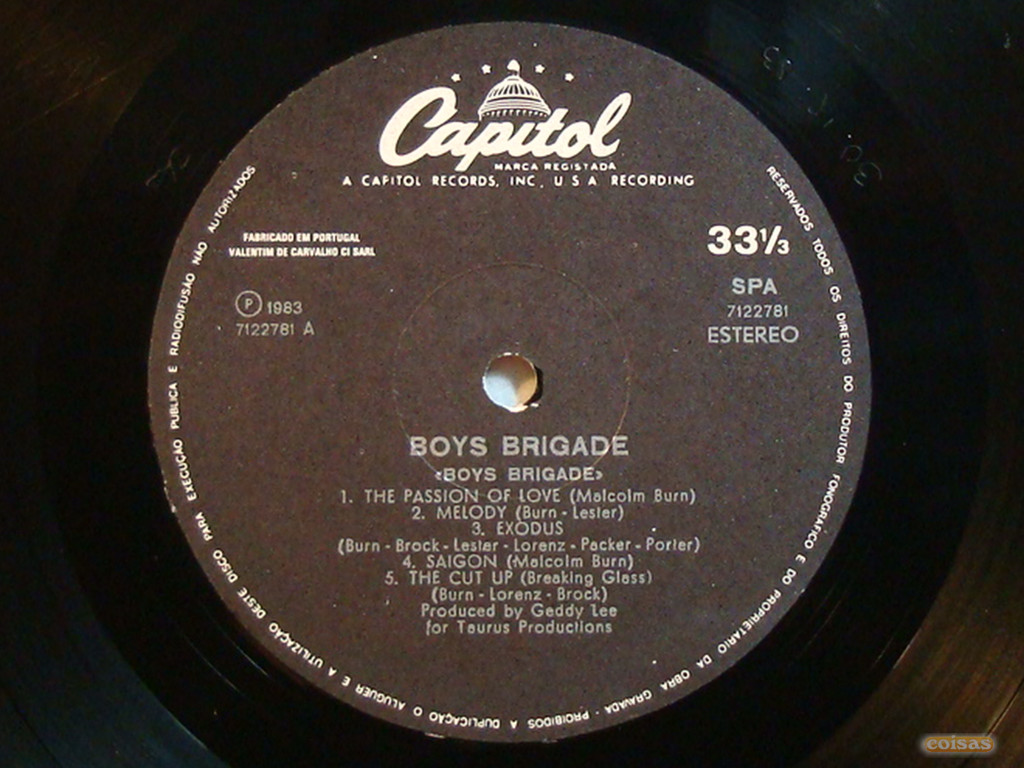 Capitol
MARCA REGISTADA
A CAPITOL RECORDS, INC, U S A RECORDING
FABRICADO EM PORTUGAL
VALENTIM DE CARVALHO CI SARL
33 1/3
SPA
7122781
ESTEREO
Ⓟ 1983
7122781 A
BOYS BRIGADE
«BOYS BRIGADE»
1. THE PASSION OF LOVE (Malcolm Burn)
2. MELODY (Burn - Lester)
3. EXODUS
(Burn - Brock - Lester - Lorenz - Packer - Porter)
4. SAIGON (Malcolm Burn)
5. THE CUT UP (Breaking Glass)
(Burn - Lorenz - Brock)
Produced by Geddy Lee
for Taurus Productions
RESERVADOS TODOS OS DIREITOS DO PRODUTOR FONOGRAFICO E DO PROPRIETARIO DA OBRA GRAVADA - PROIBIDOS A DUPLICAÇÃO O ALUGUER E A UTILIZAÇÃO DESTE DISCO PARA EXECUÇÃO PUBLICA E RADIODIFUSÃO NÃO AUTORIZADOS
coisas